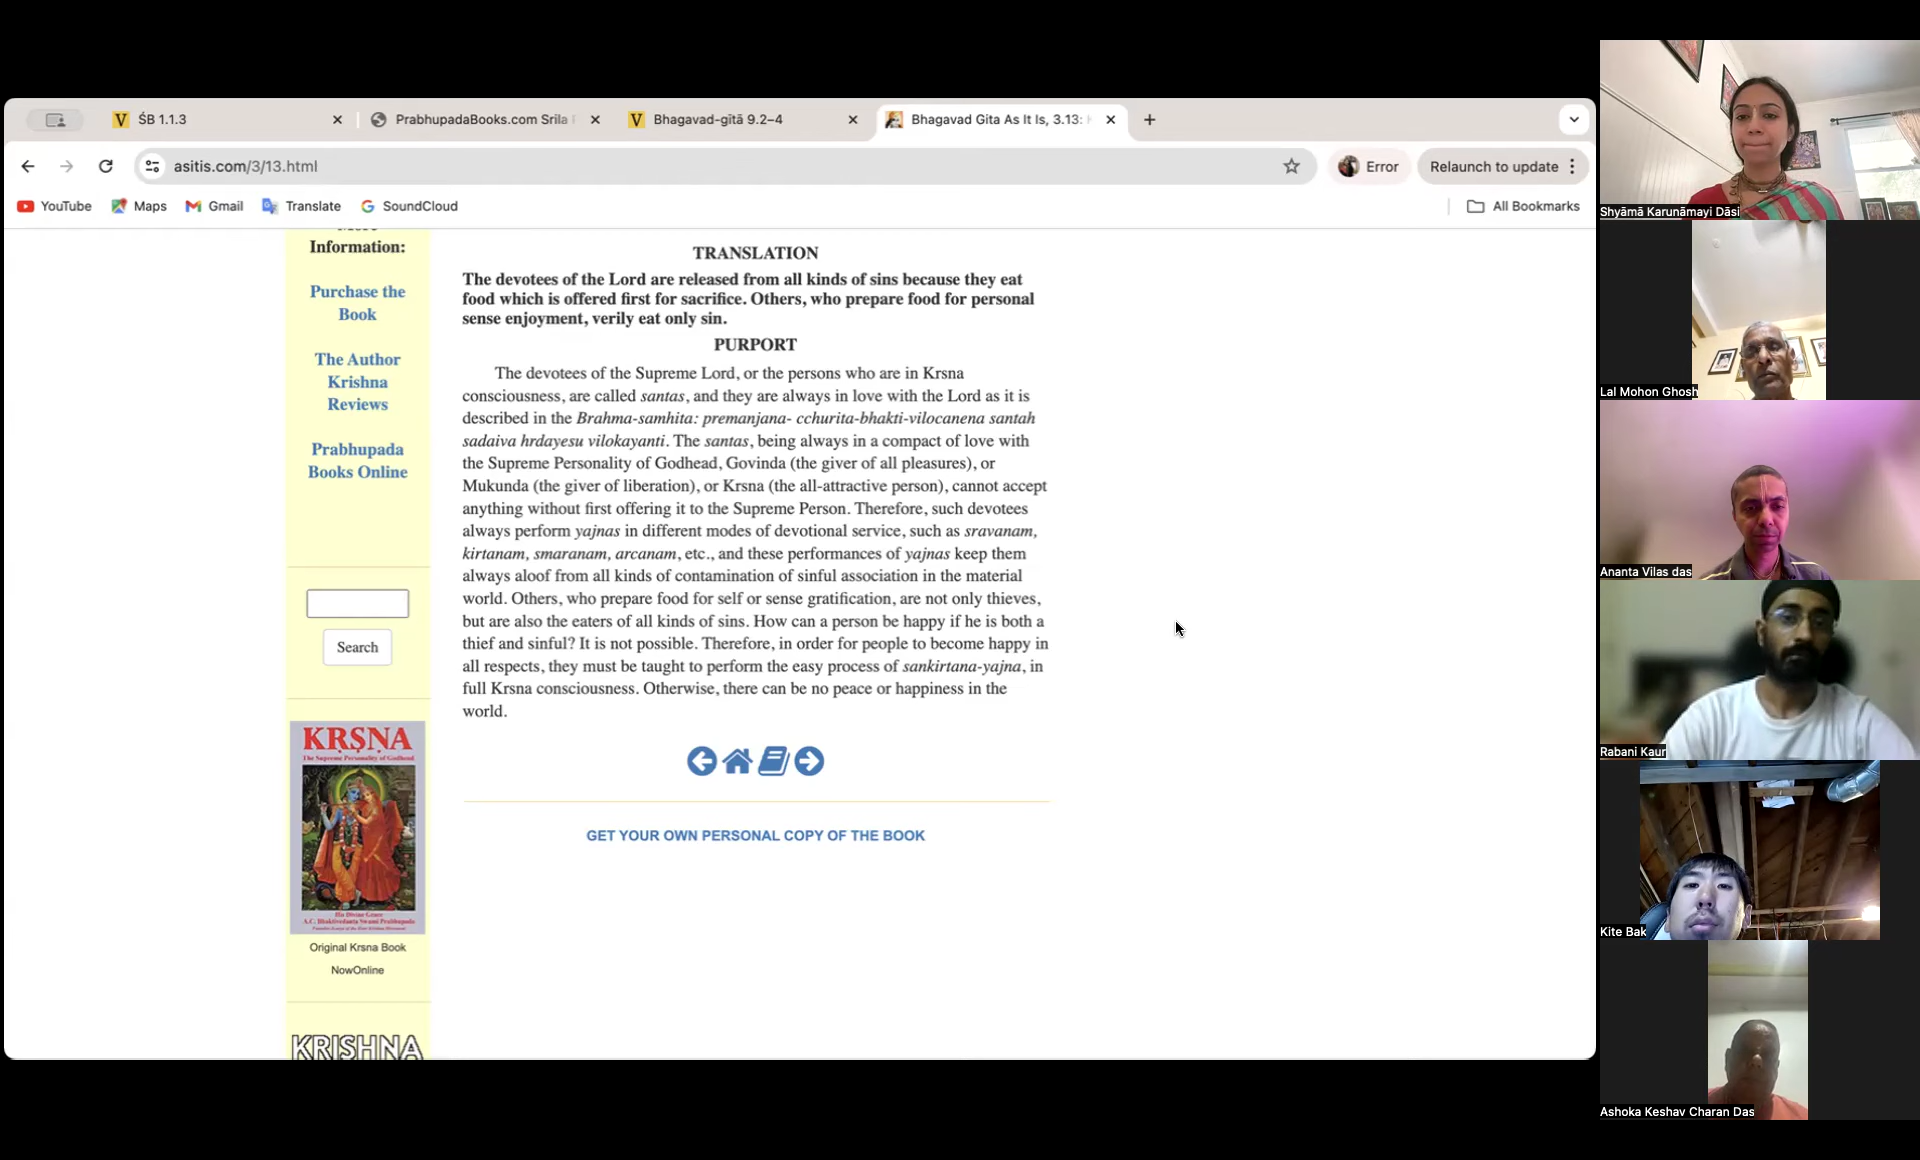 ŚB 1.1.3
PrabhupadaBooks.com Srila
Bhagavad-gītā 9.2–4
Bhagavad Gita As It Is, 3.13:
asitis.com/3/13.html
Error
Relaunch to update
YouTube
Maps
Gmail
Translate
SoundCloud
All Bookmarks
Information:
Purchase the
Book
The Author
Krishna
Reviews
Prabhupada
Books Online
Search
KṚṢṆA
The Supreme Personality of Godhead
His Divine Grace
A.C. Bhaktivedanta Swami Prabhupada
Original Krsna Book
NowOnline
KRISHNA
TRANSLATION
The devotees of the Lord are released from all kinds of sins because they eat
food which is offered first for sacrifice. Others, who prepare food for personal
sense enjoyment, verily eat only sin.
PURPORT
The devotees of the Supreme Lord, or the persons who are in Krsna
consciousness, are called santas, and they are always in love with the Lord as it is
described in the Brahma-samhita: premanjana- cchurita-bhakti-vilocanena santah
sadaiva hrdayesu vilokayanti. The santas, being always in a compact of love with
the Supreme Personality of Godhead, Govinda (the giver of all pleasures), or
Mukunda (the giver of liberation), or Krsna (the all-attractive person), cannot accept
anything without first offering it to the Supreme Person. Therefore, such devotees
always perform yajnas in different modes of devotional service, such as sravanam,
kirtanam, smaranam, arcanam, etc., and these performances of yajnas keep them
always aloof from all kinds of contamination of sinful association in the material
world. Others, who prepare food for self or sense gratification, are not only thieves,
but are also the eaters of all kinds of sins. How can a person be happy if he is both a
thief and sinful? It is not possible. Therefore, in order for people to become happy in
all respects, they must be taught to perform the easy process of sankirtana-yajna, in
full Krsna consciousness. Otherwise, there can be no peace or happiness in the
world.
GET YOUR OWN PERSONAL COPY OF THE BOOK
Shyāmā Karunāmayi Dāsi
Lal Mohon Ghosh
Ananta Vilas das
Rabani Kaur
Kite Bak
Ashoka Keshav Charan Das